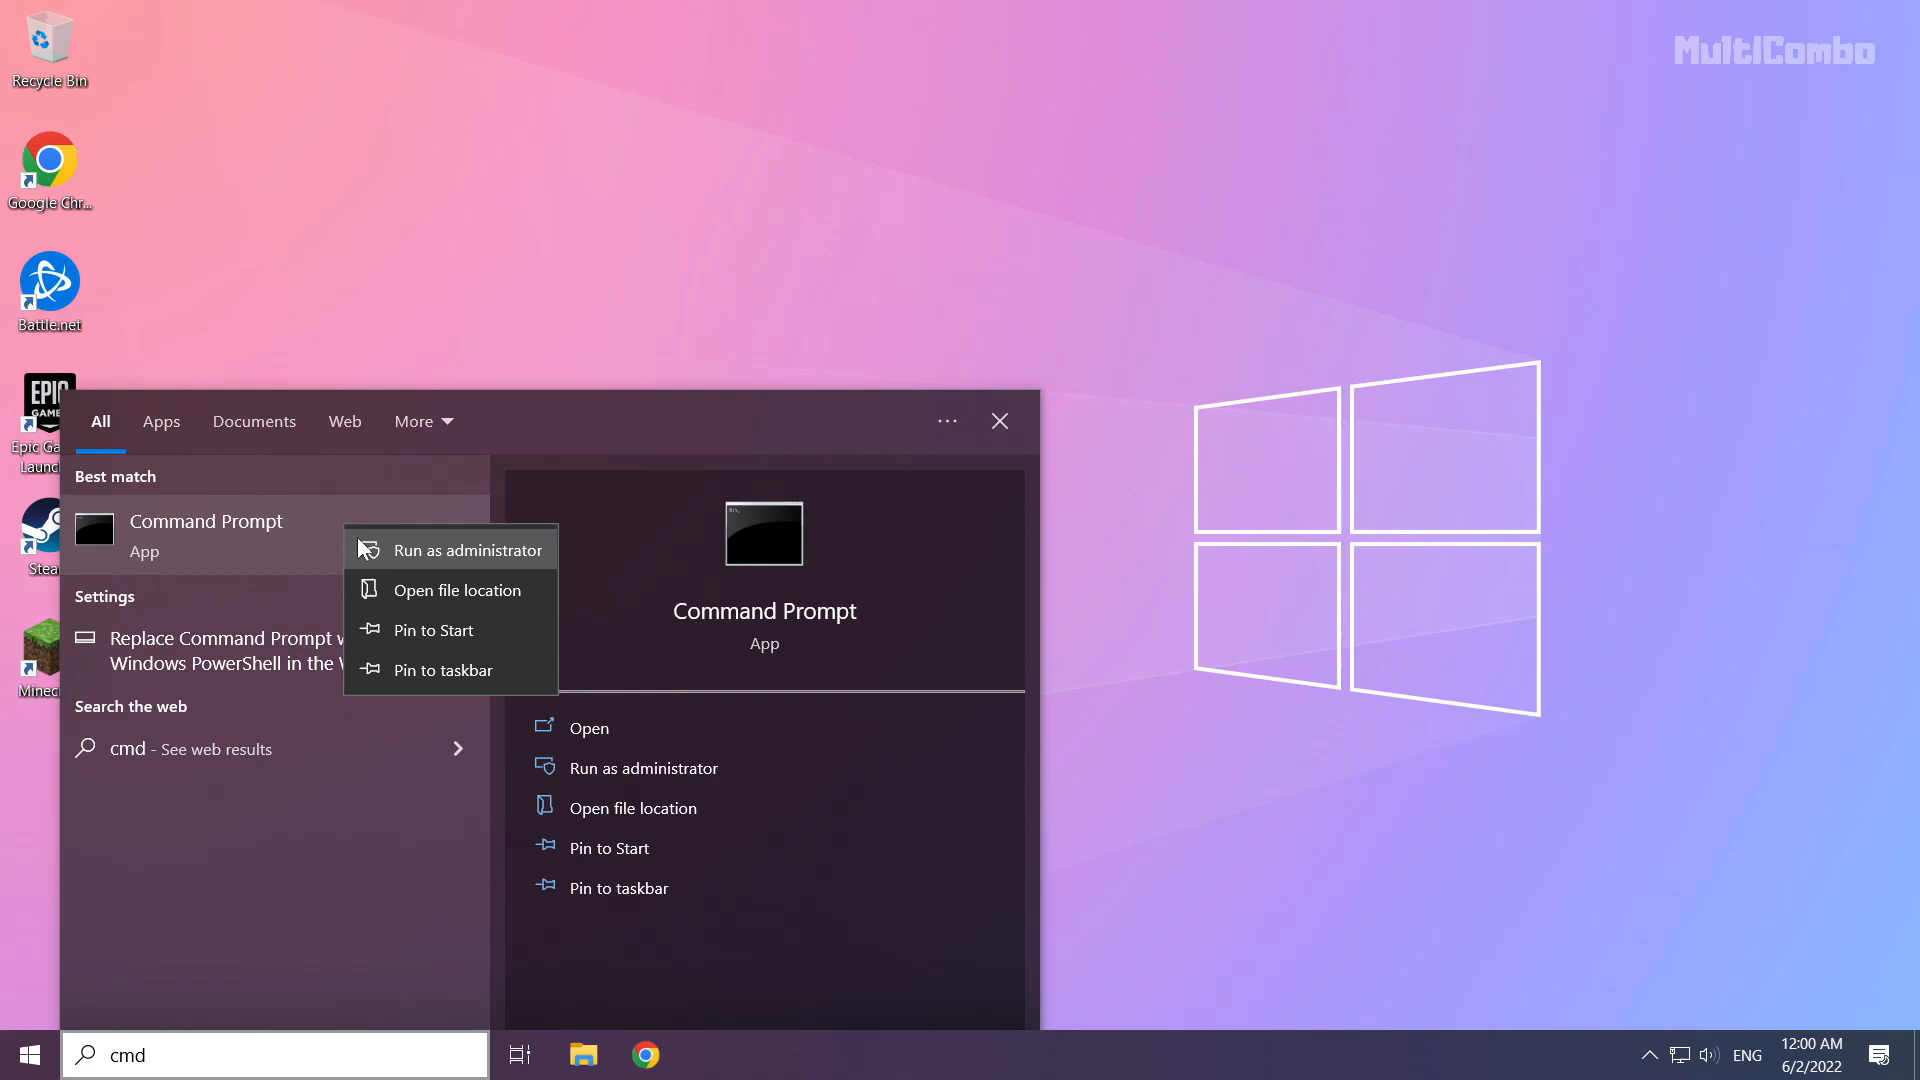 MultiCombo
Recycle Bin
Google Chr...
Battle.net
EPIC
Epic Ga
Launc
Stea
Minec
All Apps Documents Web More
Best match
Command Prompt
App
Settings
Replace Command Prompt w
Windows PowerShell in the
Search the web
cmd - See web results
Run as administrator
Open file location
Pin to Start
Pin to taskbar
Command Prompt
App
Open
Run as administrator
Open file location
Pin to Start
Pin to taskbar
cmd
ENG
12:00 AM
6/2/2022